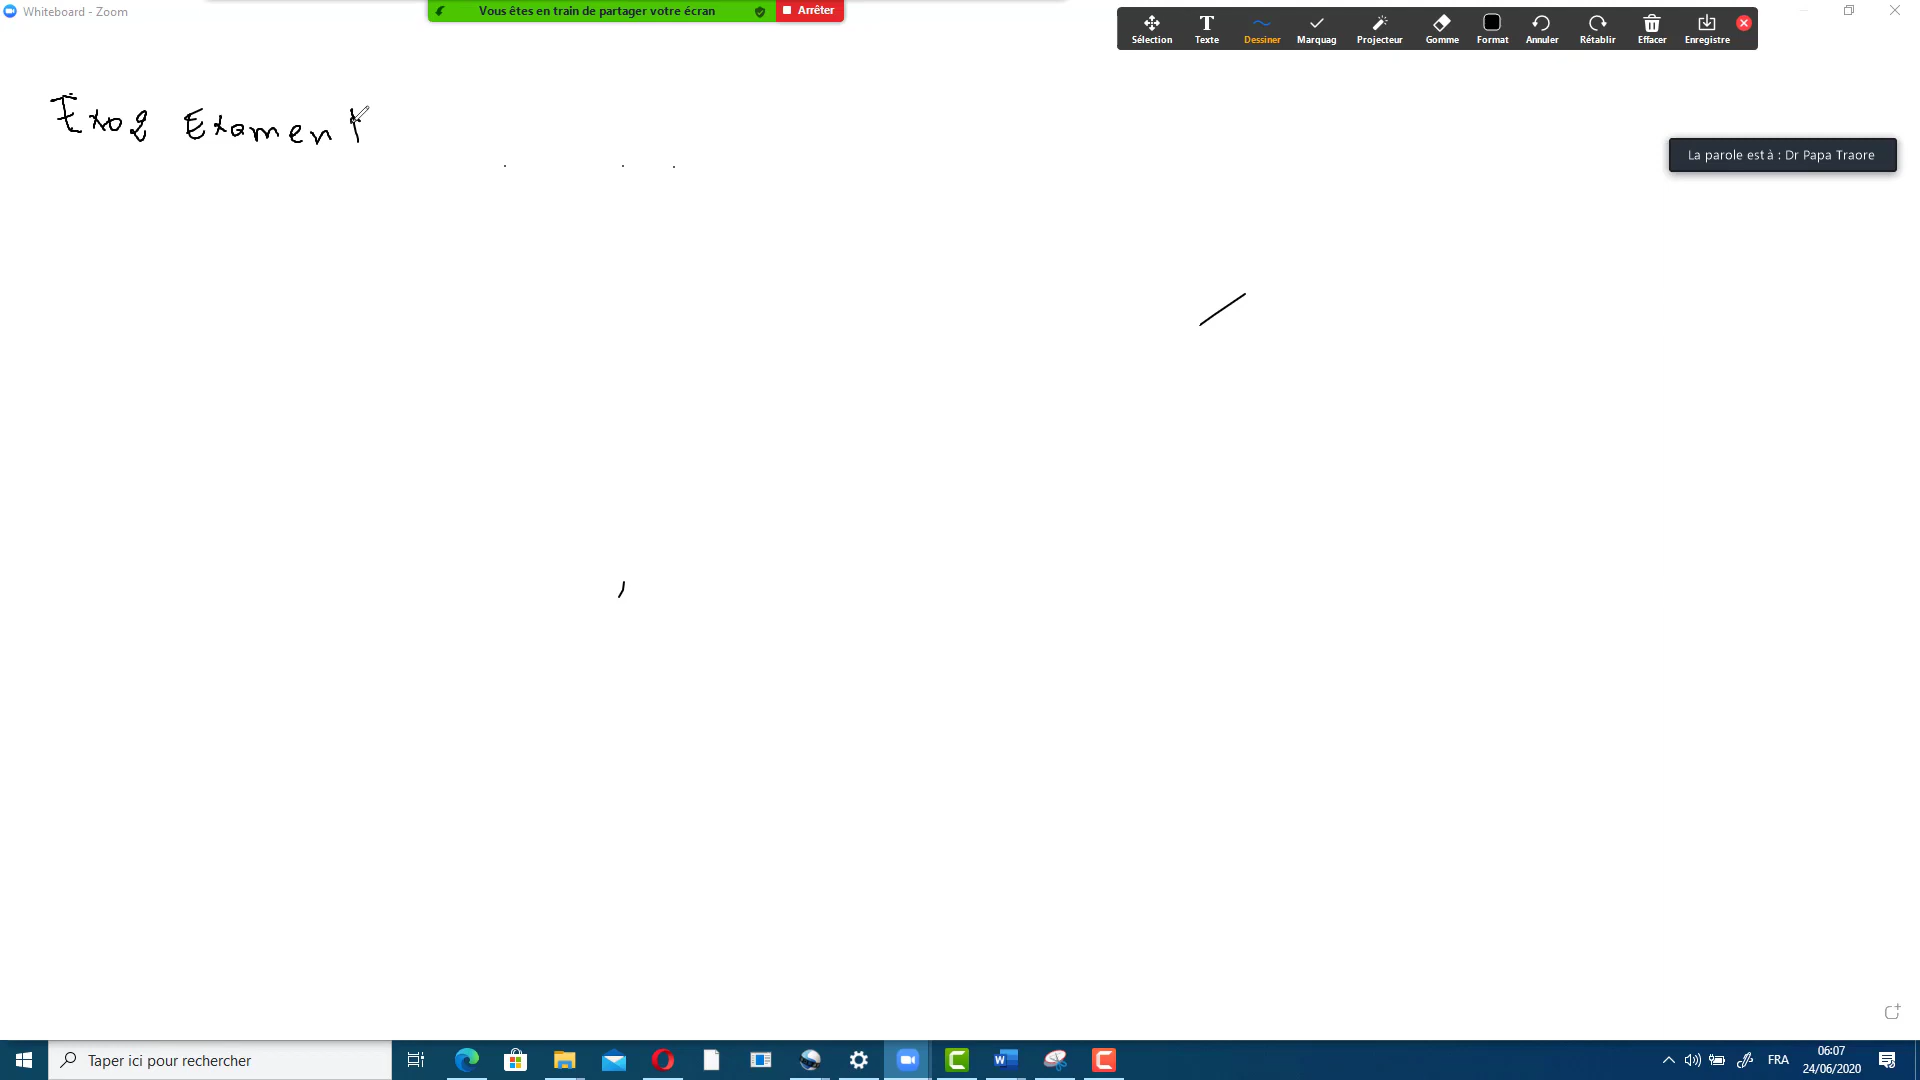 Whiteboard - Zoom
Vous êtes en train de partager votre écran
Arrêter
Sélection Texte Dessiner Marquag Projecteur Gomme Format Annuler Rétablir Effacer Enregistre
Exo2 Examen
La parole est à : Dr Papa Traore
Taper ici pour rechercher
FRA
06:07
24/06/2020